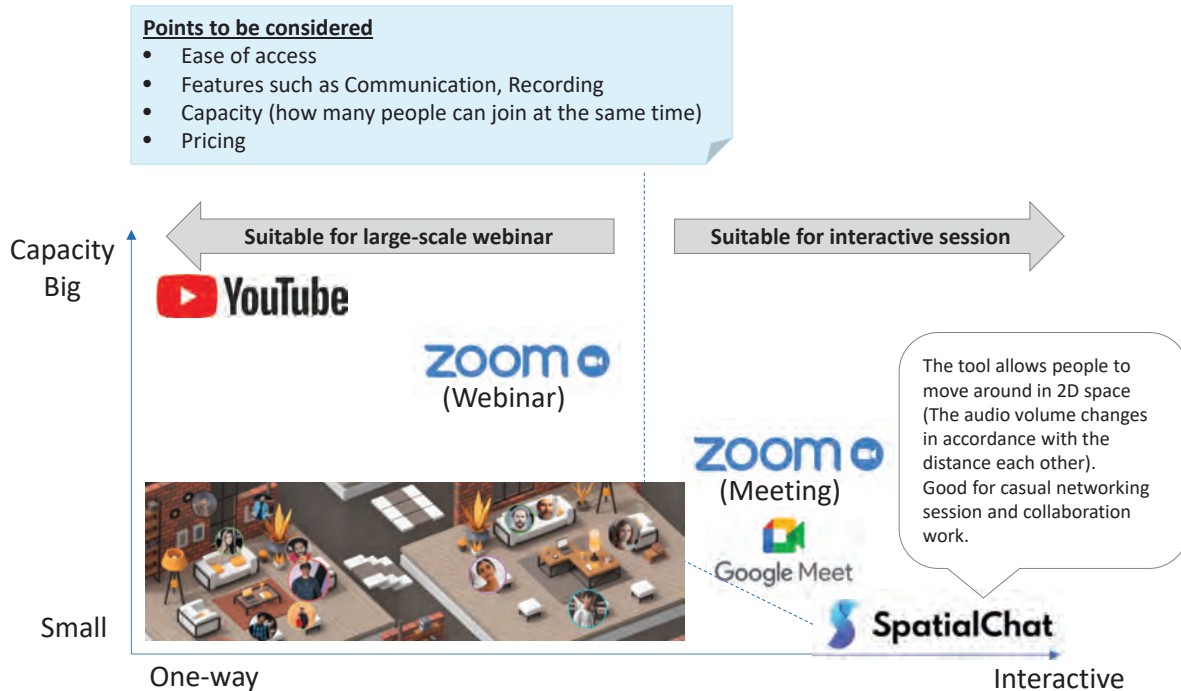 Points to be considered
• Ease of access
• Features such as Communication, Recording
• Capacity (how many people can join at the same time)
• Pricing
Suitable for large-scale webinar
Suitable for interactive session
Capacity
Big
YouTube
zoom
(Webinar)
The tool allows people to
move around in 2D space
(The audio volume changes
in accordance with the
distance each other).
Good for casual networking
session and collaboration
work.
zoom
(Meeting)
Google Meet
SpatialChat
Small
One-way
Interactive